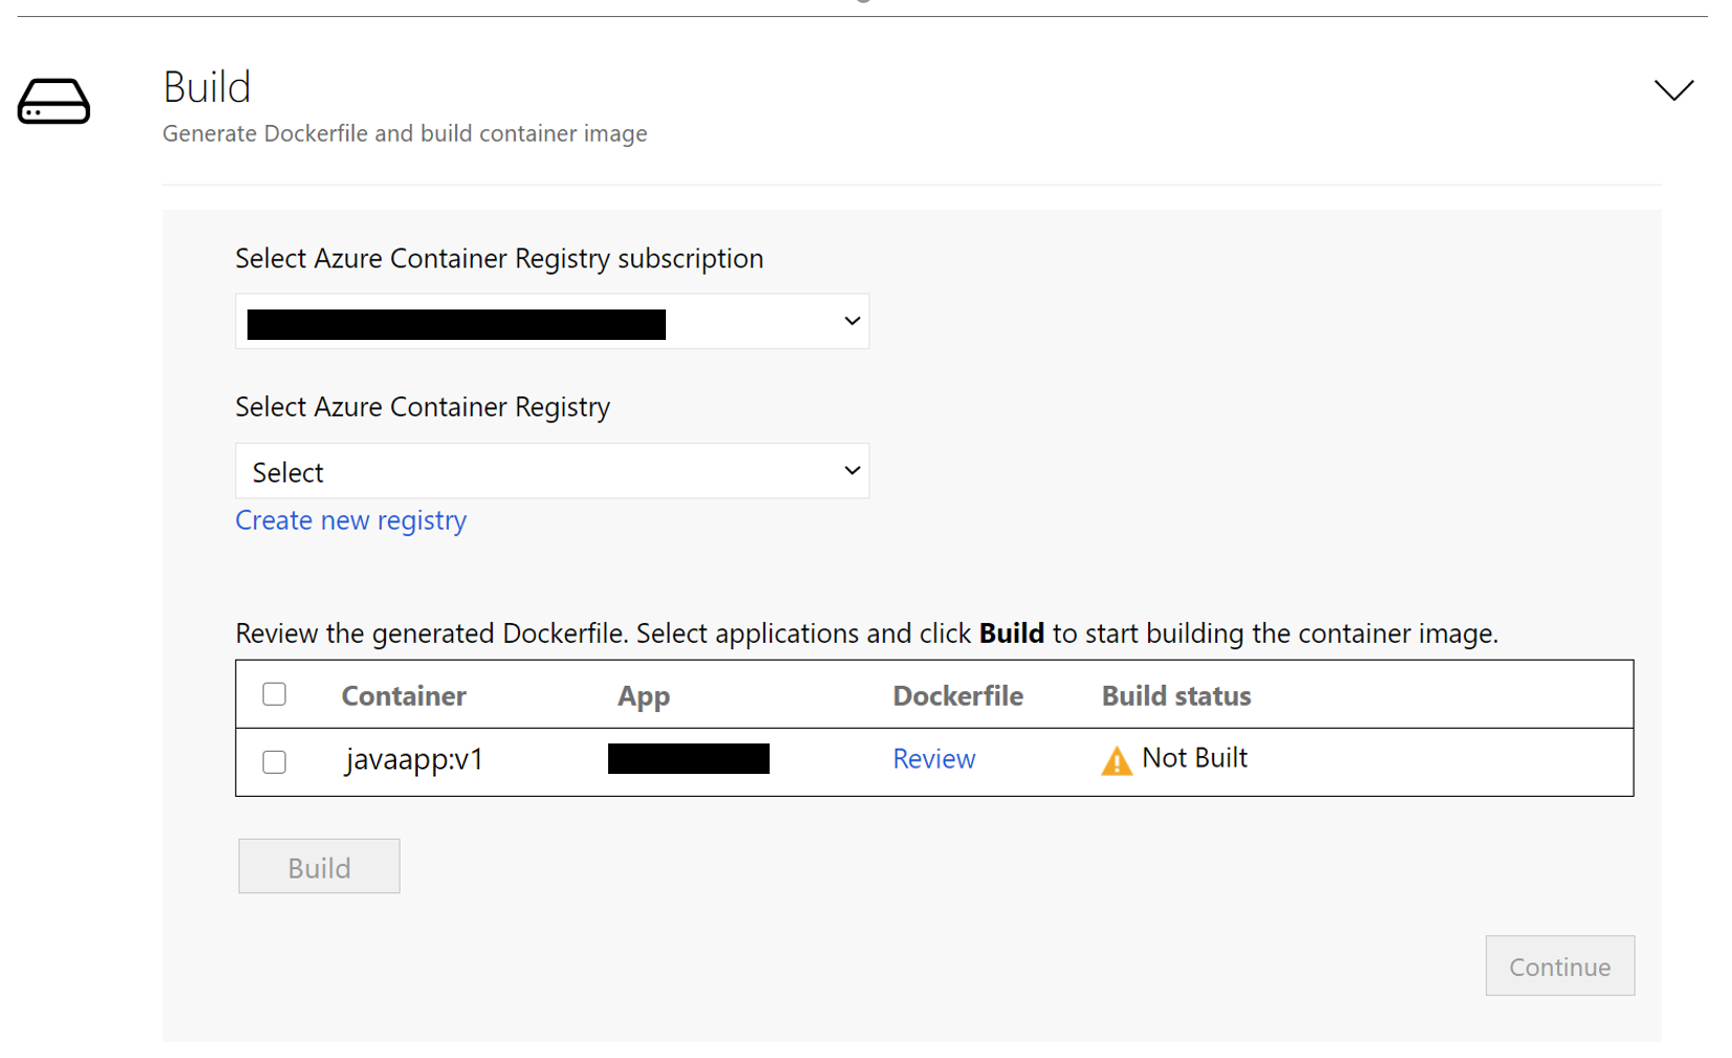 Build
Generate Dockerfile and build container image
Select Azure Container Registry subscription
Select Azure Container Registry
Select
Create new registry
Review the generated Dockerfile. Select applications and click Build to start building the container image.
Container App Dockerfile Build status
javaapp:v1 Review Not Built
Build
Continue